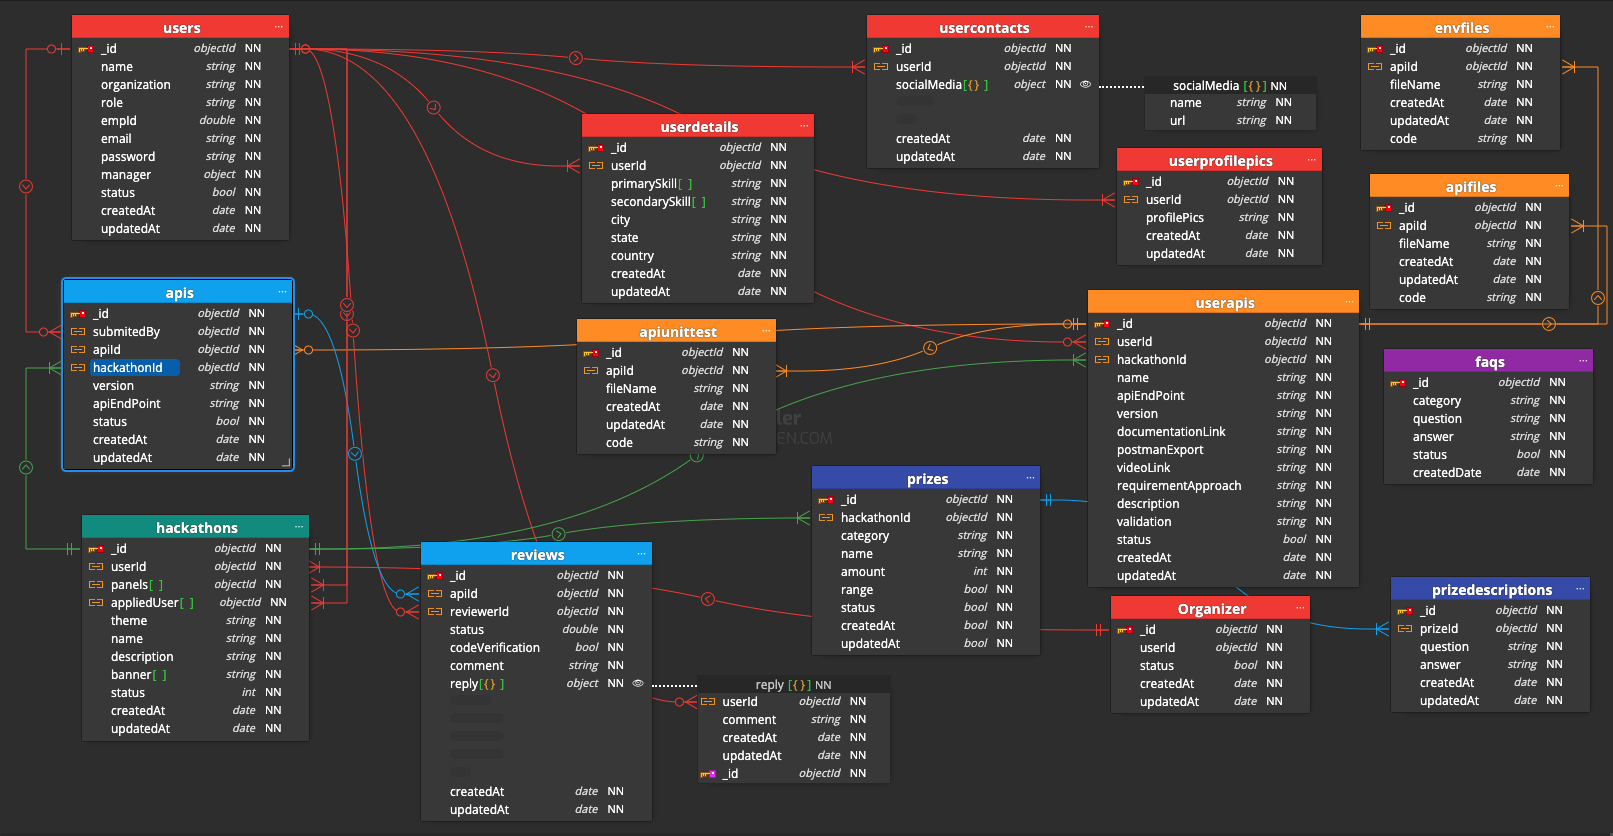 users
_id objectId NN
name string NN
organization string NN
role string NN
empId double NN
email string NN
password string NN
manager object NN
status bool NN
createdAt date NN
updatedAt date NN
usercontacts
_id objectId NN
userId objectId NN
socialMedia[{} ] object NN
createdAt date NN
updatedAt date NN
socialMedia [{}] NN
name string NN
url string NN
envfiles
_id objectId NN
apiId objectId NN
fileName string NN
createdAt date NN
updatedAt date NN
code string NN
userdetails
_id objectId NN
userId objectId NN
primarySkill[ ] string NN
secondarySkill[ ] string NN
city string NN
state string NN
country string NN
createdAt date NN
updatedAt date NN
userprofilepics
_id objectId NN
userId objectId NN
profilePics string NN
createdAt date NN
updatedAt date NN
apifiles
_id objectId NN
apiId objectId NN
fileName string NN
createdAt date NN
updatedAt date NN
code string NN
apis
_id objectId NN
submitedBy objectId NN
apiId objectId NN
hackathonId objectId NN
version string NN
apiEndPoint string NN
status bool NN
createdAt date NN
updatedAt date NN
apiunittest
_id objectId NN
apiId objectId NN
fileName string NN
createdAt date NN
updatedAt date NN
code string NN
userapis
_id objectId NN
userId objectId NN
hackathonId objectId NN
name string NN
apiEndPoint string NN
version string NN
documentationLink string NN
postmanExport string NN
videoLink string NN
requirementApproach string NN
description string NN
validation string NN
status bool NN
createdAt date NN
updatedAt date NN
faqs
_id objectId NN
category string NN
question string NN
answer string NN
status bool NN
createdDate date NN
prizes
_id objectId NN
hackathonId objectId NN
category string NN
name string NN
amount int NN
range bool NN
status bool NN
createdAt bool NN
updatedAt bool NN
hackathons
_id objectId NN
userId objectId NN
panels[ ] objectId NN
appliedUser[ ] objectId NN
theme string NN
name string NN
description string NN
banner[ ] string NN
status int NN
createdAt date NN
updatedAt date NN
reviews
_id objectId NN
apiId objectId NN
reviewerId objectId NN
status double NN
codeVerification bool NN
comment string NN
reply[{} ] object NN
createdAt date NN
updatedAt date NN
reply [{}] NN
userId objectId NN
comment string NN
createdAt date NN
updatedAt date NN
_id objectId NN
Organizer
_id objectId NN
userId objectId NN
status bool NN
createdAt date NN
updatedAt date NN
prizedescriptions
_id objectId NN
prizeId objectId NN
question string NN
answer string NN
createdAt date NN
updatedAt date NN